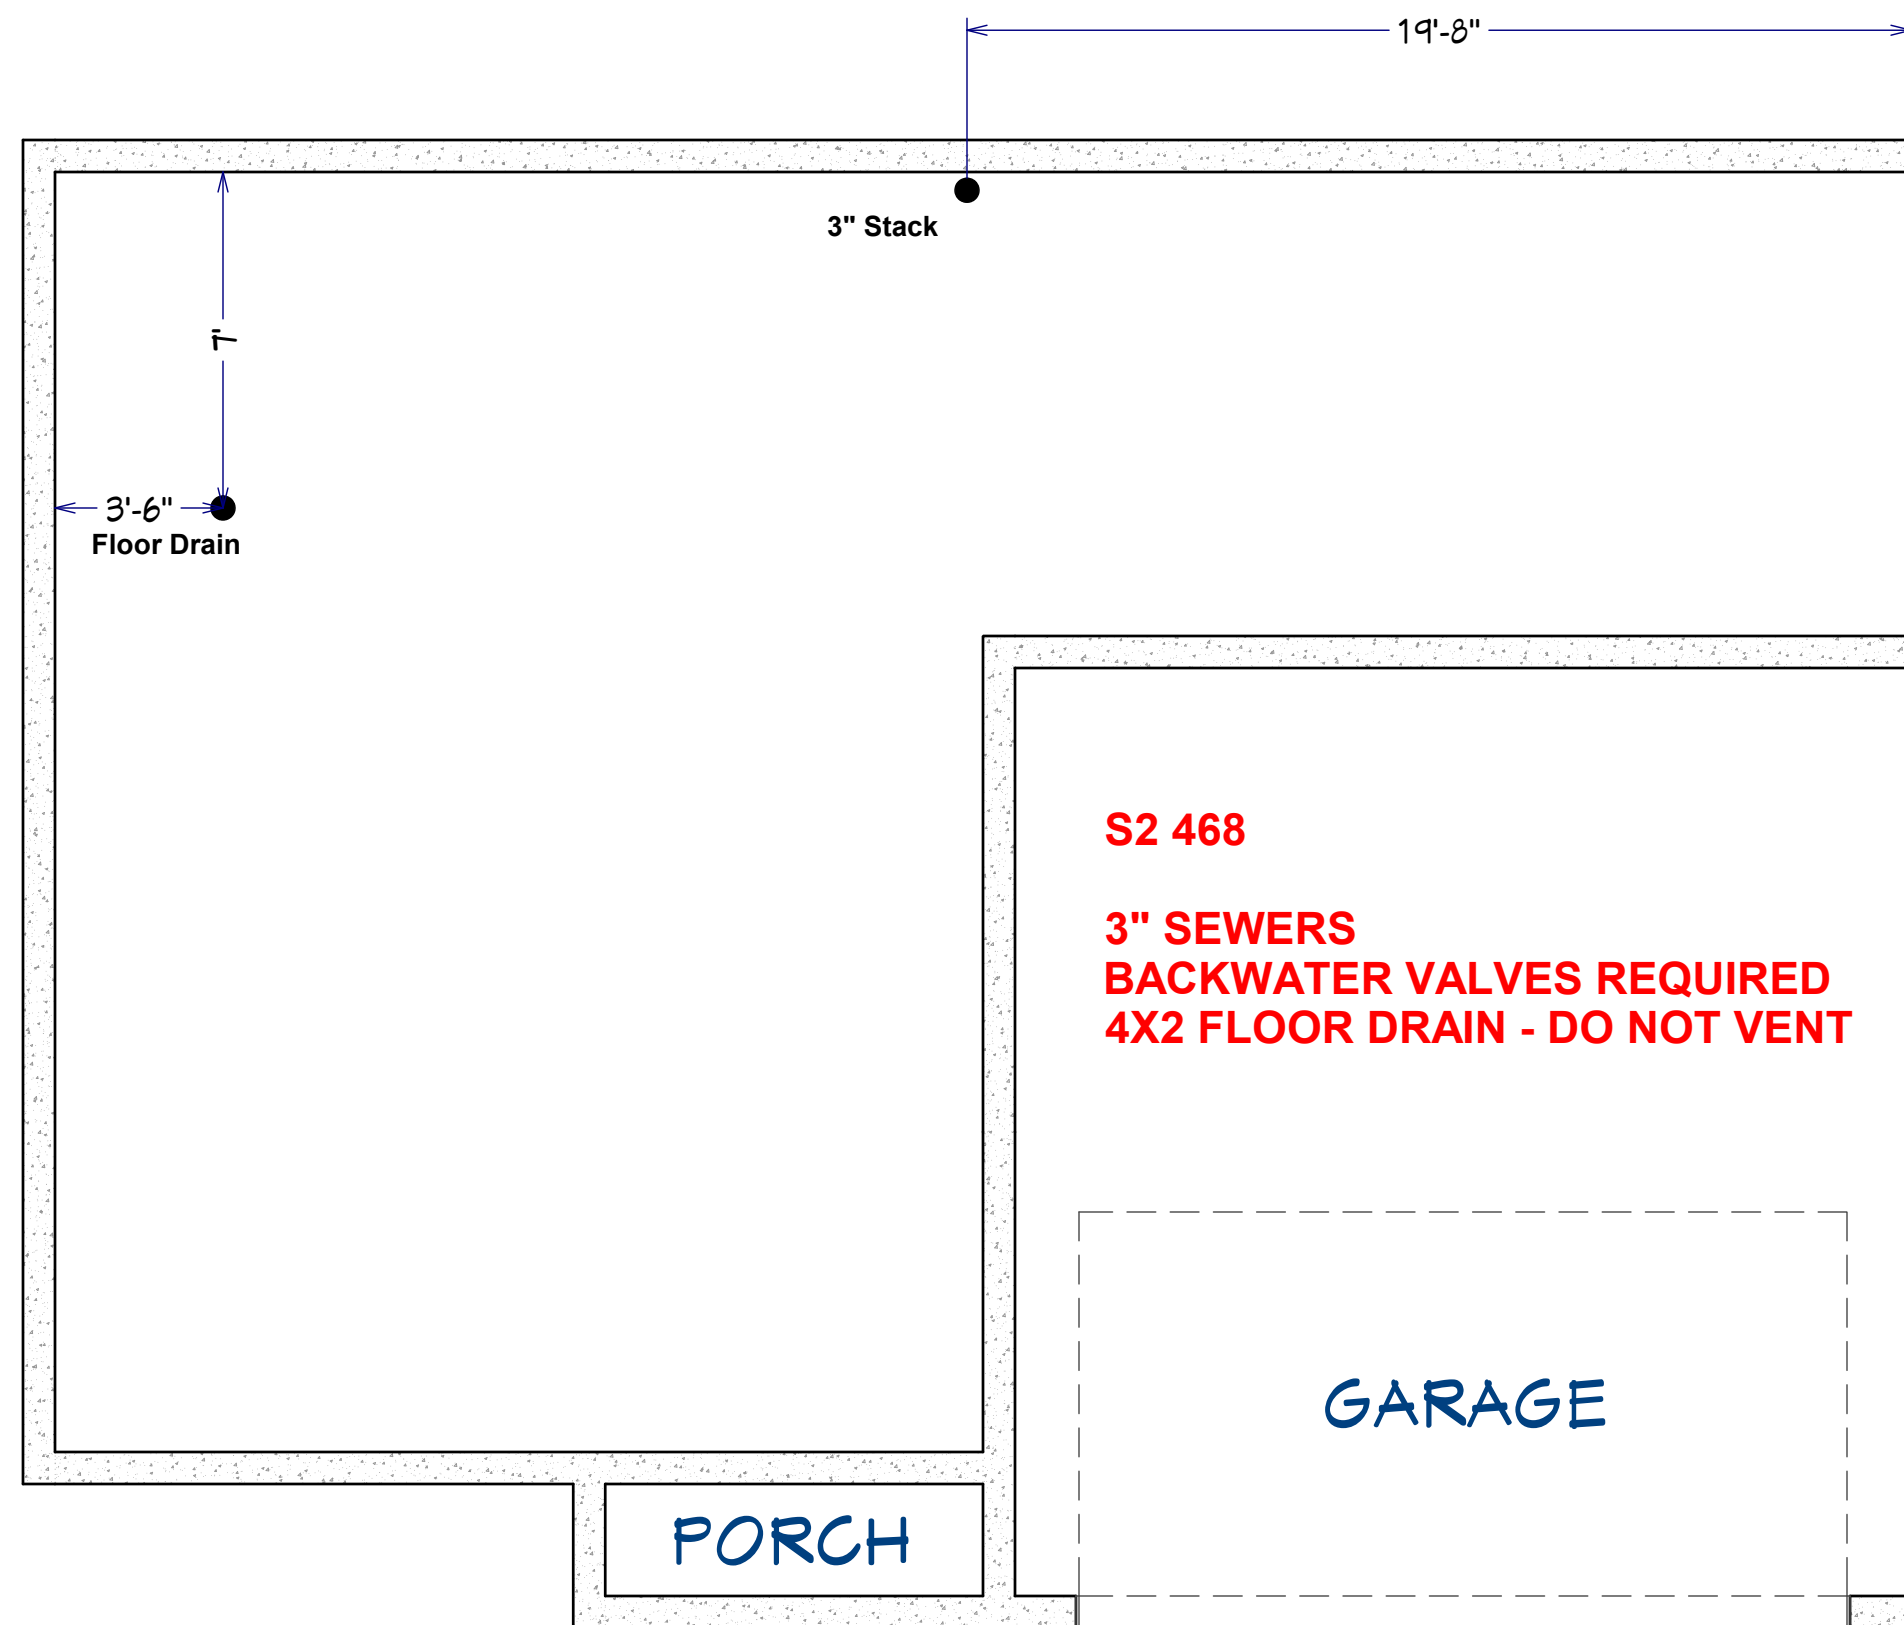 19'-8"
3" Stack
7'
3'-6"
Floor Drain
S2 468
3" SEWERS
BACKWATER VALVES REQUIRED
4X2 FLOOR DRAIN - DO NOT VENT
GARAGE
PORCH